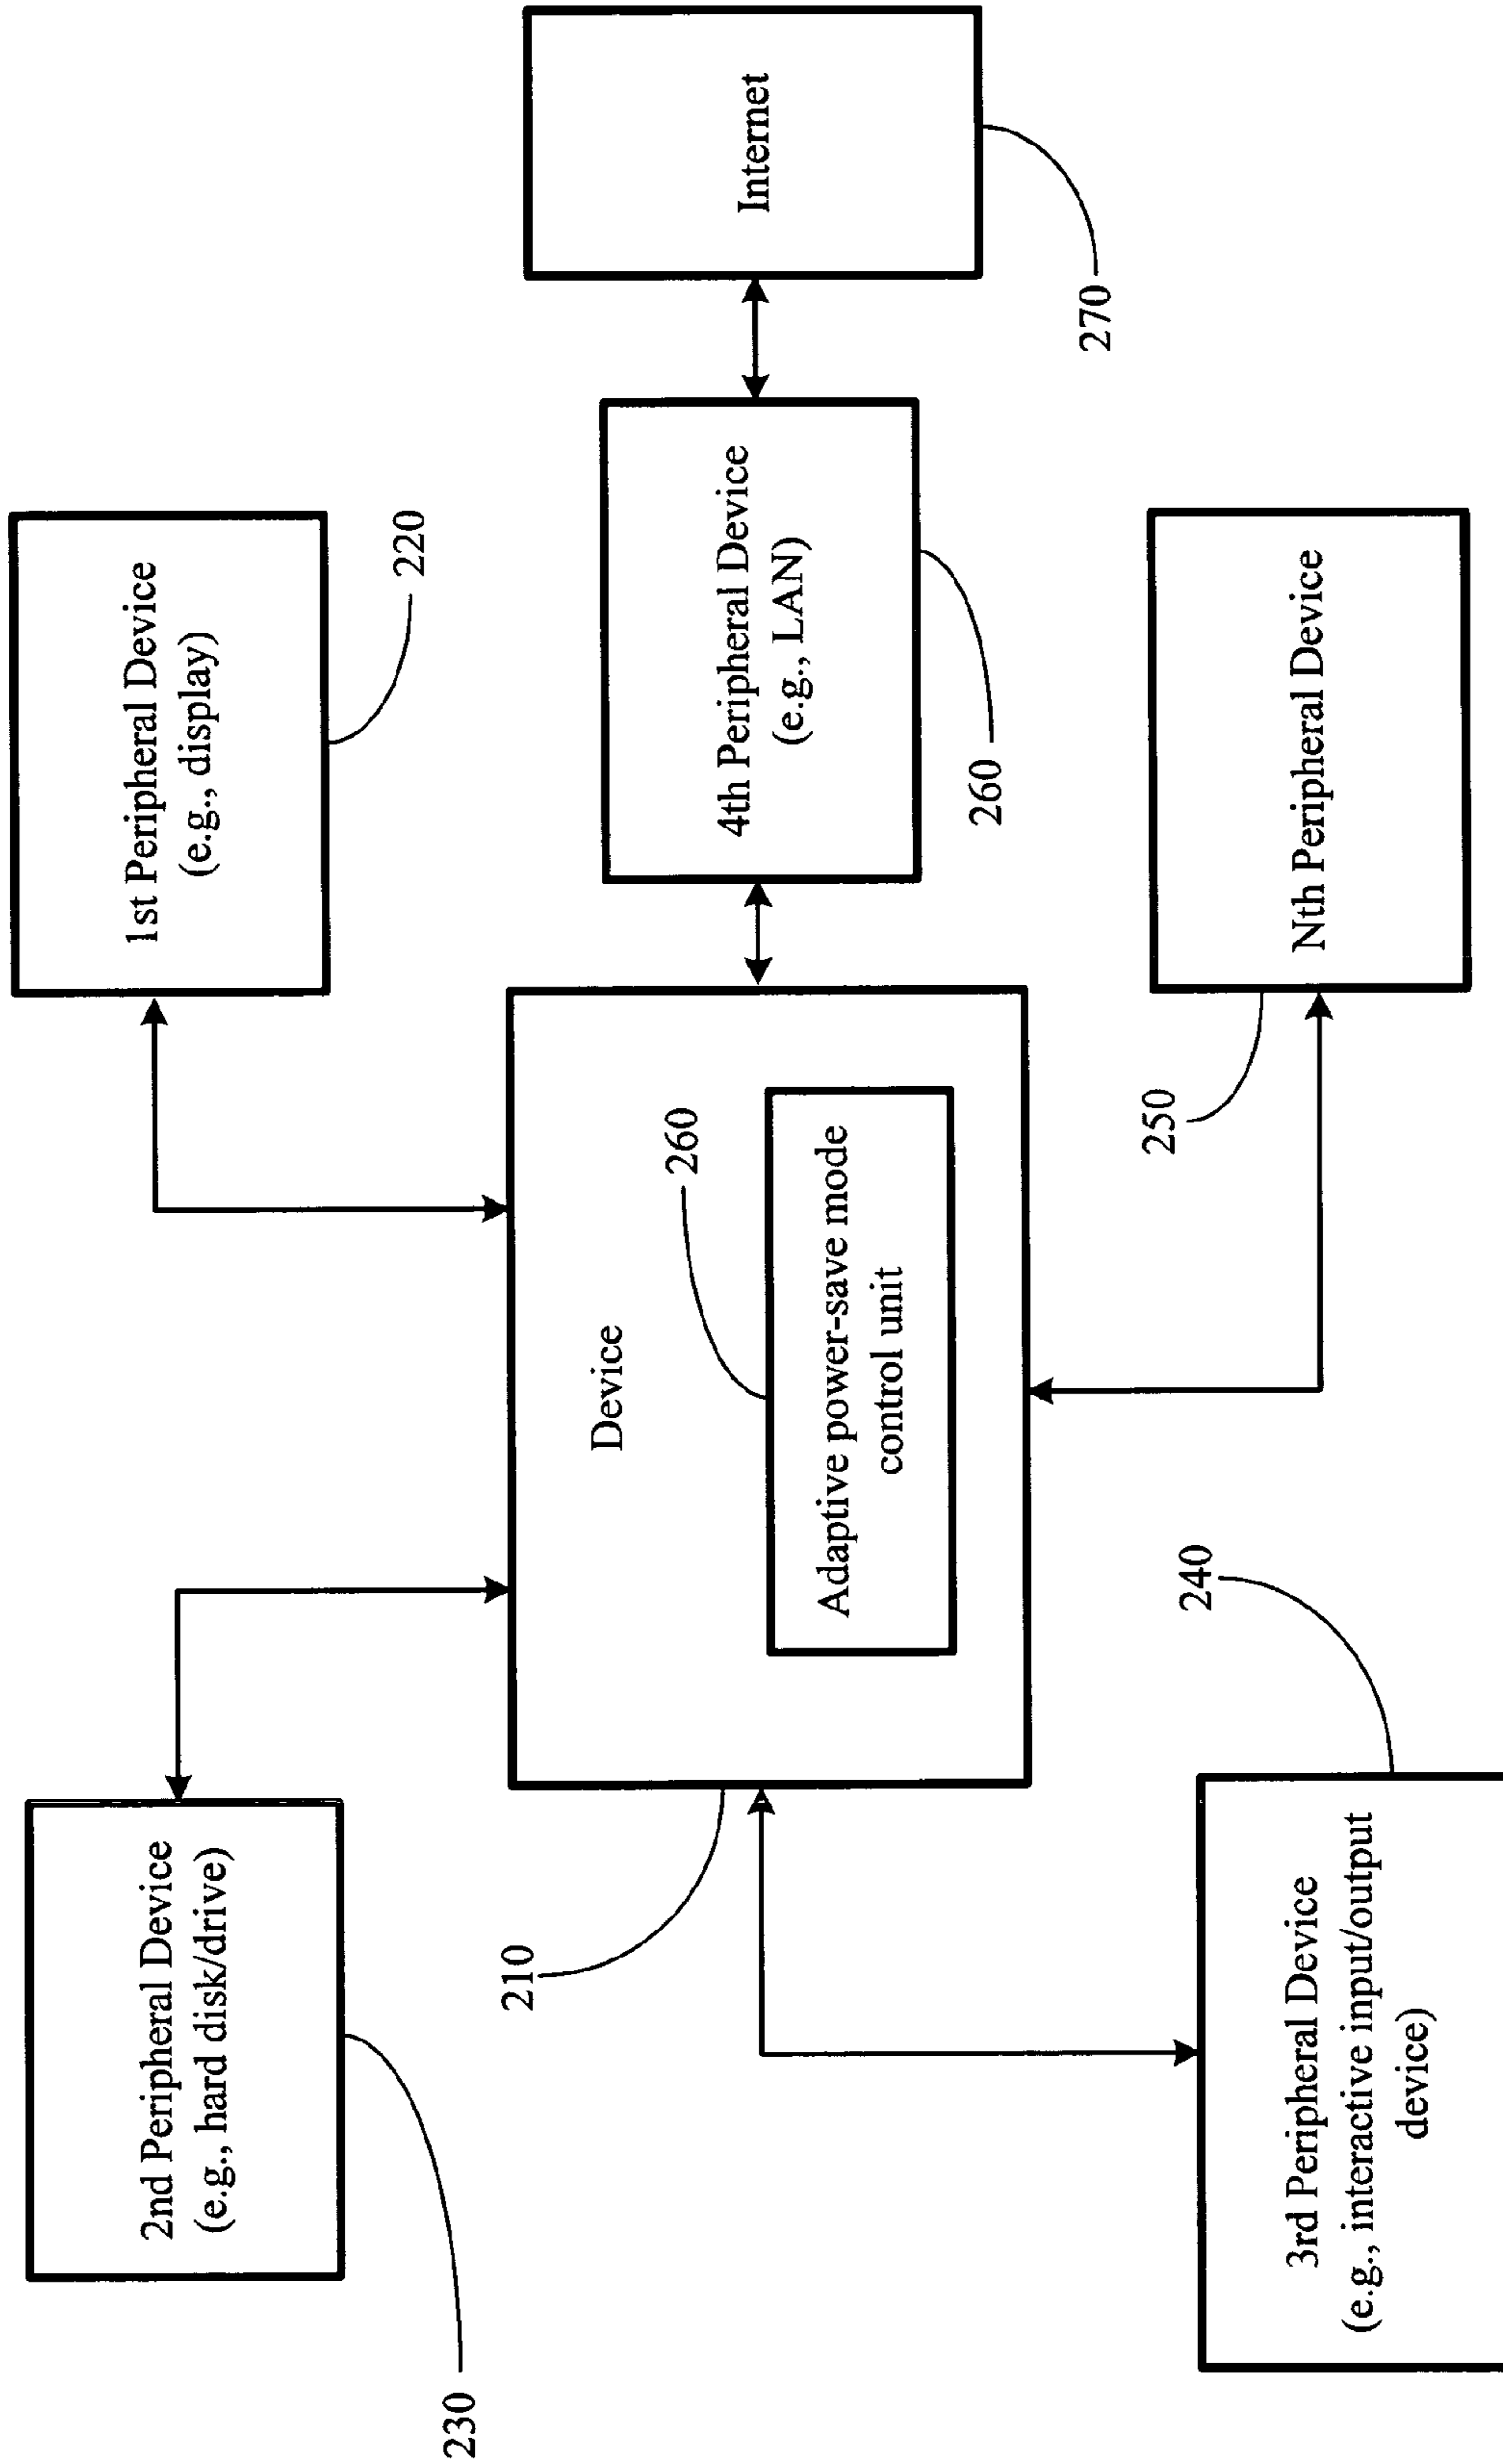 2nd Peripheral Device
(e.g., hard disk/drive)
230
1st Peripheral Device
(e.g., display)
220
210
Device
260
Adaptive power-save mode
control unit
4th Peripheral Device
(e.g., LAN)
260
Internet
270
3rd Peripheral Device
(e.g., interactive input/output
device)
240
250
Nth Peripheral Device